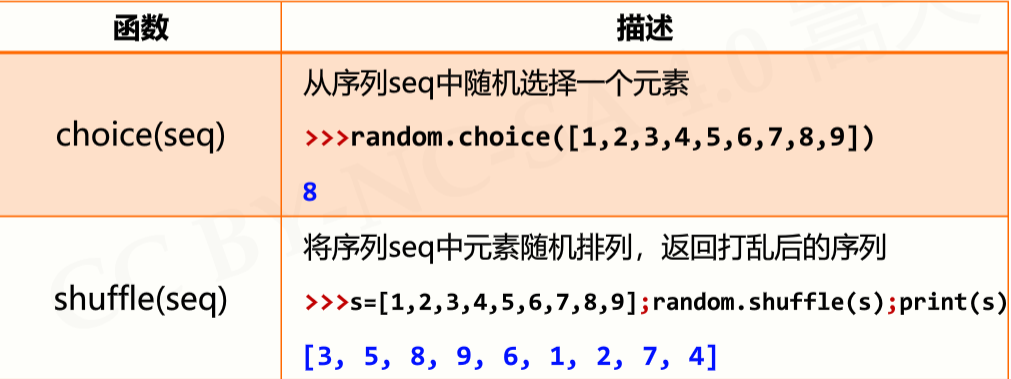 函数 描述
从序列seq中随机选择一个元素
choice(seq) >>>random.choice([1,2,3,4,5,6,7,8,9])
8
将序列seq中元素随机排列，返回打乱后的序列
shuffle(seq) >>>s=[1,2,3,4,5,6,7,8,9];random.shuffle(s);print(s)
[3, 5, 8, 9, 6, 1, 2, 7, 4]
CC BY-NC-SA 4.0 嵩天